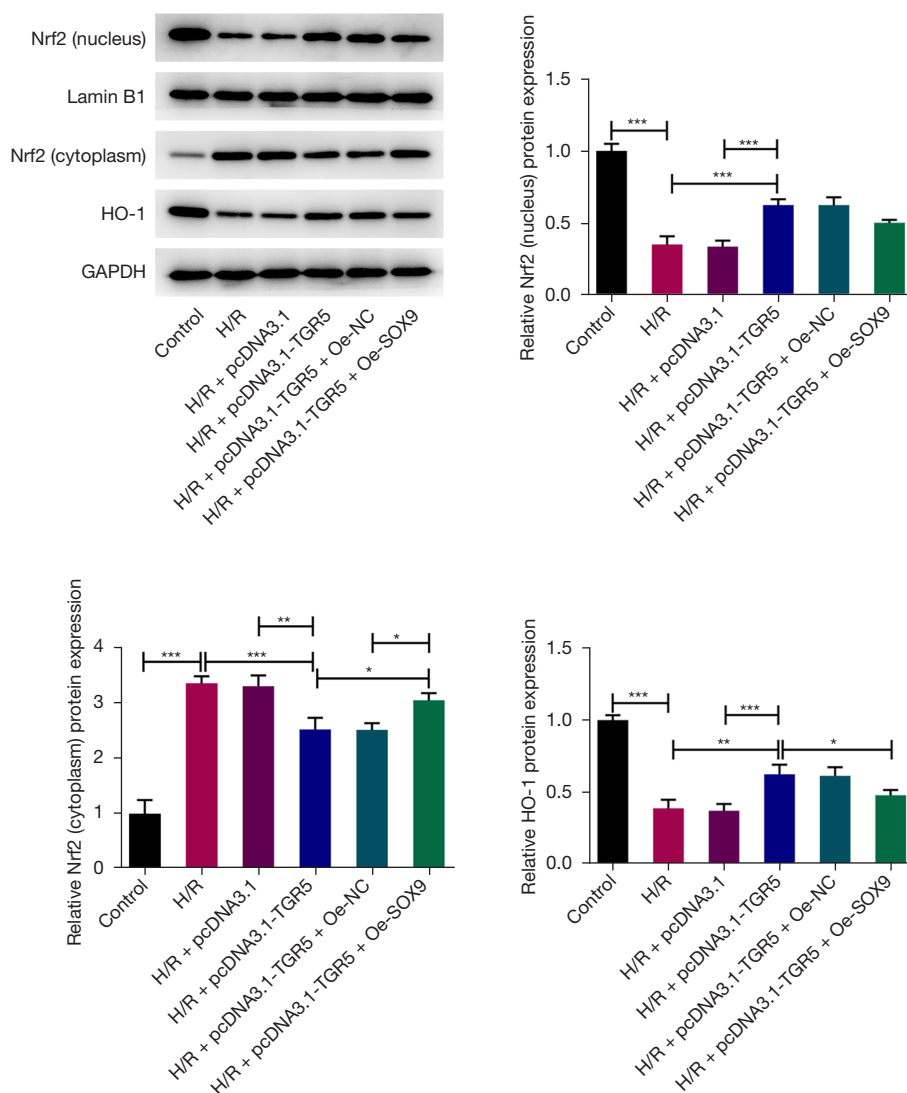 Nrf2 (nucleus)
Lamin B1
Nrf2 (cytoplasm)
HO-1
GAPDH
Control
H/R
H/R + pcDNA3.1
H/R + pcDNA3.1-TGR5
H/R + pcDNA3.1-TGR5 + Oe-NC
H/R + pcDNA3.1-TGR5 + Oe-SOX9
Relative Nrf2 (nucleus) protein expression
1.5
1.0
0.5
0.0
***
***
***
Control
H/R
H/R + pcDNA3.1
H/R + pcDNA3.1-TGR5
H/R + pcDNA3.1-TGR5 + Oe-NC
H/R + pcDNA3.1-TGR5 + Oe-SOX9
Relative Nrf2 (cytoplasm) protein expression
4
3
2
1
0
**
*
***
***
*
Control
H/R
H/R + pcDNA3.1
H/R + pcDNA3.1-TGR5
H/R + pcDNA3.1-TGR5 + Oe-NC
H/R + pcDNA3.1-TGR5 + Oe-SOX9
Relative HO-1 protein expression
1.5
1.0
0.5
0.0
***
***
**
*
Control
H/R
H/R + pcDNA3.1
H/R + pcDNA3.1-TGR5
H/R + pcDNA3.1-TGR5 + Oe-NC
H/R + pcDNA3.1-TGR5 + Oe-SOX9